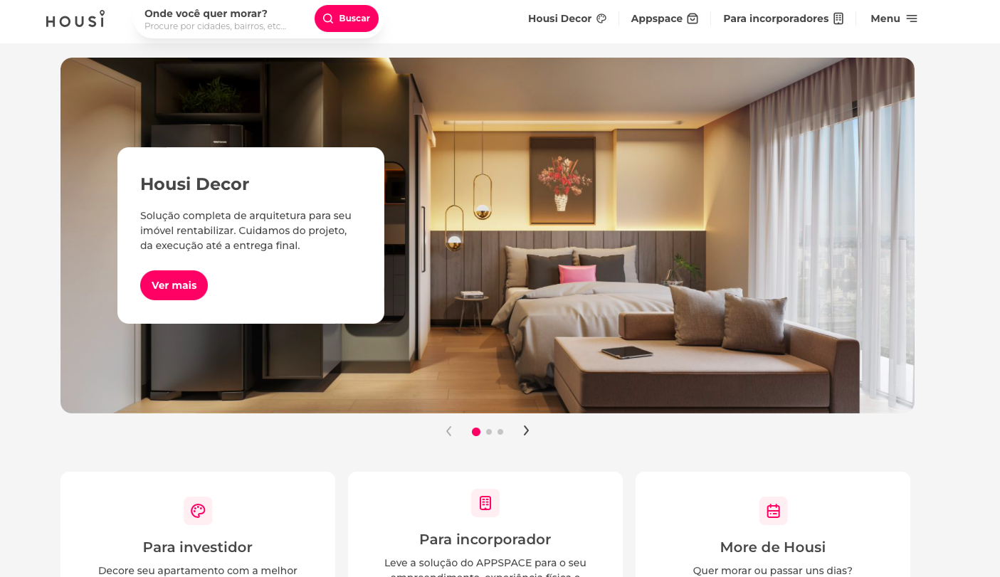 HOUSi
Onde você quer morar?
Procure por cidades, bairros, etc...
Buscar
Housi Decor
Appspace
Para incorporadores
Menu
Housi Decor
Solução completa de arquitetura para seu
imóvel rentabilizar. Cuidamos do projeto,
da execução até a entrega final.
Ver mais
Para investidor
Decore seu apartamento com a melhor
Para incorporador
Leve a solução do APPSPACE para o seu
empreendimento, experiência física e
More de Housi
Quer morar ou passar uns dias?